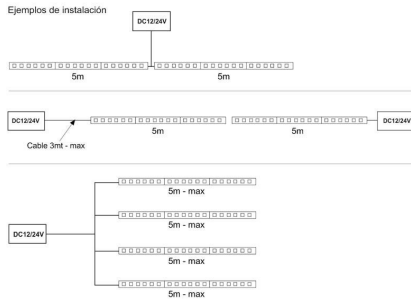 Ejemplos de instalación
DC12/24V
5m 5m
DC12/24V DC12/24V
5m 5m
Cable 3mt - max
5m - max
5m - max
DC12/24V
5m - max
5m - max